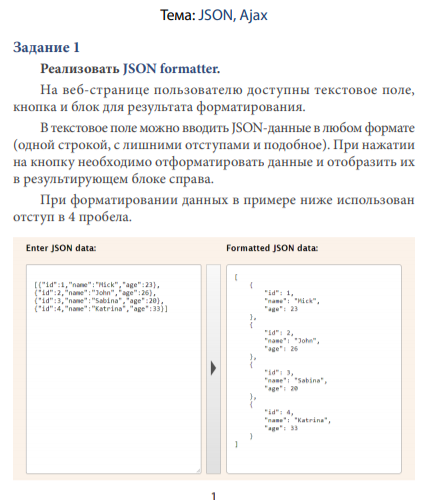 Тема: JSON, Ajax
Задание 1
Реализовать JSON formatter.
На веб-странице пользователю доступны текстовое поле,
кнопка и блок для результата форматирования.
В текстовое поле можно вводить JSON-данные в любом формате
(одной строкой, с лишними отступами и подобное). При нажатии
на кнопку необходимо отформатировать данные и отобразить их
в результирующем блоке справа.
При форматировании данных в примере ниже использован
отступ в 4 пробела.
Enter JSON data:
[{"id":1,"name":"Mick","age":23},
{"id":2,"name":"John","age":26},
{"id":3,"name":"Sabina","age":20},
{"id":4,"name":"Katrina","age":33}]
Formatted JSON data:
[
    {
        "id": 1,
        "name": "Mick",
        "age": 23
    },
    {
        "id": 2,
        "name": "John",
        "age": 26
    },
    {
        "id": 3,
        "name": "Sabina",
        "age": 20
    },
    {
        "id": 4,
        "name": "Katrina",
        "age": 33
    }
]
1